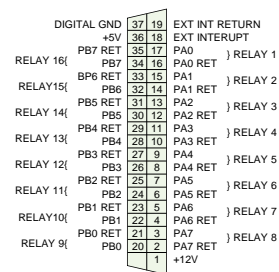 DIGITAL GND 37 19 EXT INT RETURN
+5V 36 18 EXT INTERUPT
PB7 RET 35 17 PA0
RELAY 16{ } RELAY 1
PB7 34 16 PA0 RET
BP6 RET 33 15 PA1
RELAY15{ } RELAY 2
PB6 32 14 PA1 RET
PB5 RET 31 13 PA2
RELAY 14{ } RELAY 3
PB5 30 12 PA2 RET
PB4 RET 29 11 PA3
RELAY 13{ } RELAY 4
PB4 28 10 PA3 RET
PB3 RET 27 9 PA4
RELAY 12{ } RELAY 5
PB3 26 8 PA4 RET
PB2 RET 25 7 PA5
RELAY 11{ } RELAY 6
PB2 24 6 PA5 RET
PB1 RET 23 5 PA6
RELAY10{ } RELAY 7
PB1 22 4 PA6 RET
PB0 RET 21 3 PA7
RELAY 9{ } RELAY 8
PB0 20 2 PA7 RET
1 +12V